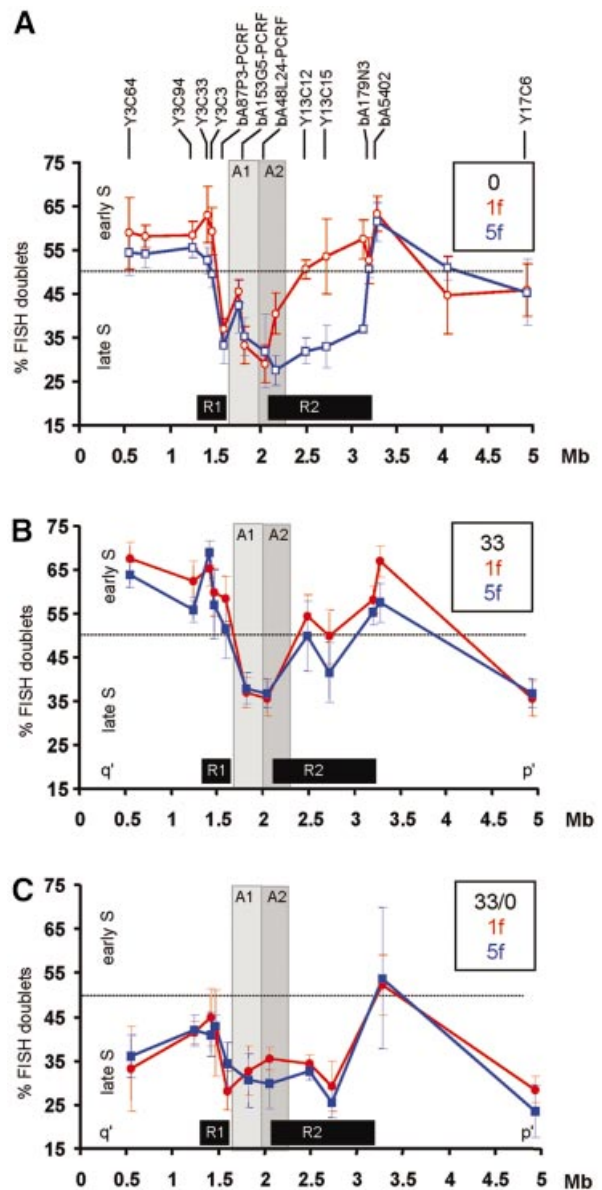 A
Y3C64
Y3C94
Y3C33
Y3C3
bA87P3-PCRF
bA153G5-PCRF
bA48L24-PCRF
Y13C12
Y13C15
bA179N3
bA5402
Y17C6
% FISH doublets
early S
late S
75
65
55
45
35
25
15
A1
A2
0
1f
5f
R1
R2
0 0.5 1 1.5 2 2.5 3 3.5 4 4.5 5 Mb
B
% FISH doublets
early S
late S
75
65
55
45
35
25
15
A1
A2
33
1f
5f
R1
R2
q'
p'
0 0.5 1 1.5 2 2.5 3 3.5 4 4.5 5 Mb
C
% FISH doublets
early S
late S
75
65
55
45
35
25
15
A1
A2
33/0
1f
5f
R1
R2
q'
p'
0 0.5 1 1.5 2 2.5 3 3.5 4 4.5 5 Mb